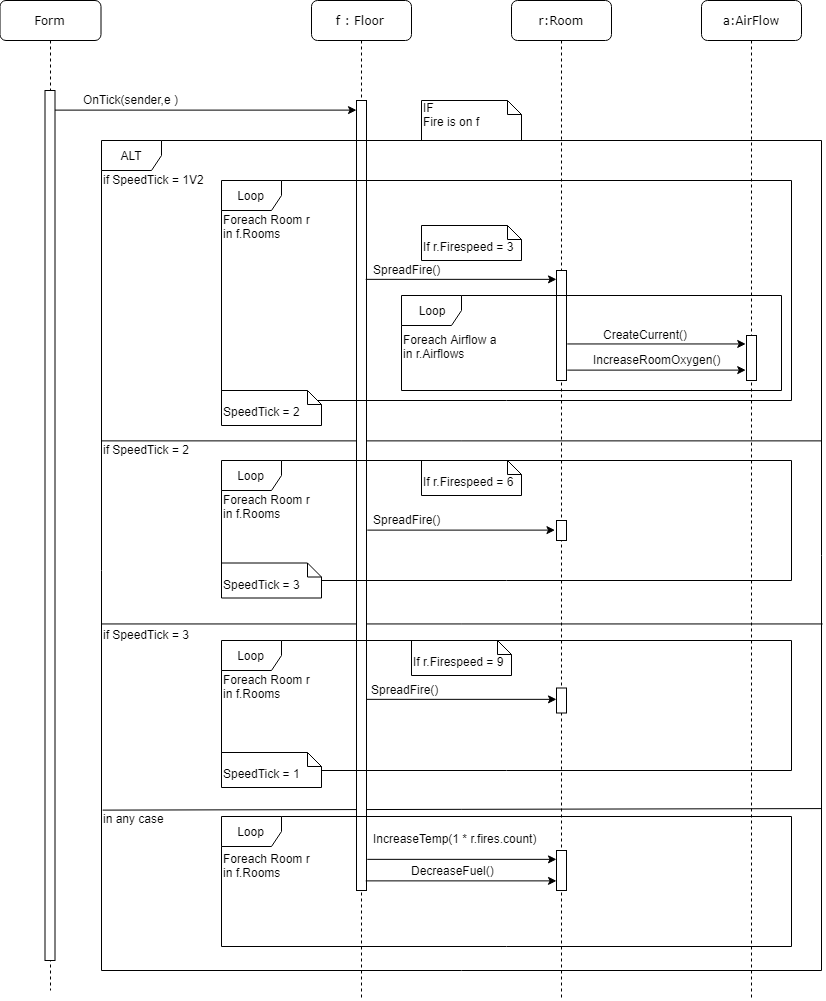 Form
f : Floor
r:Room
a:AirFlow
OnTick(sender,e )
IF
Fire is on f
ALT
if SpeedTick = 1V2
Loop
Foreach Room r
in f.Rooms
If r.Firespeed = 3
SpreadFire()
Loop
Foreach Airflow a
in r.Airflows
CreateCurrent()
IncreaseRoomOxygen()
SpeedTick = 2
if SpeedTick = 2
Loop
Foreach Room r
in f.Rooms
If r.Firespeed = 6
SpreadFire()
SpeedTick = 3
if SpeedTick = 3
Loop
Foreach Room r
in f.Rooms
If r.Firespeed = 9
SpreadFire()
SpeedTick = 1
in any case
Loop
Foreach Room r
in f.Rooms
IncreaseTemp(1 * r.fires.count)
DecreaseFuel()